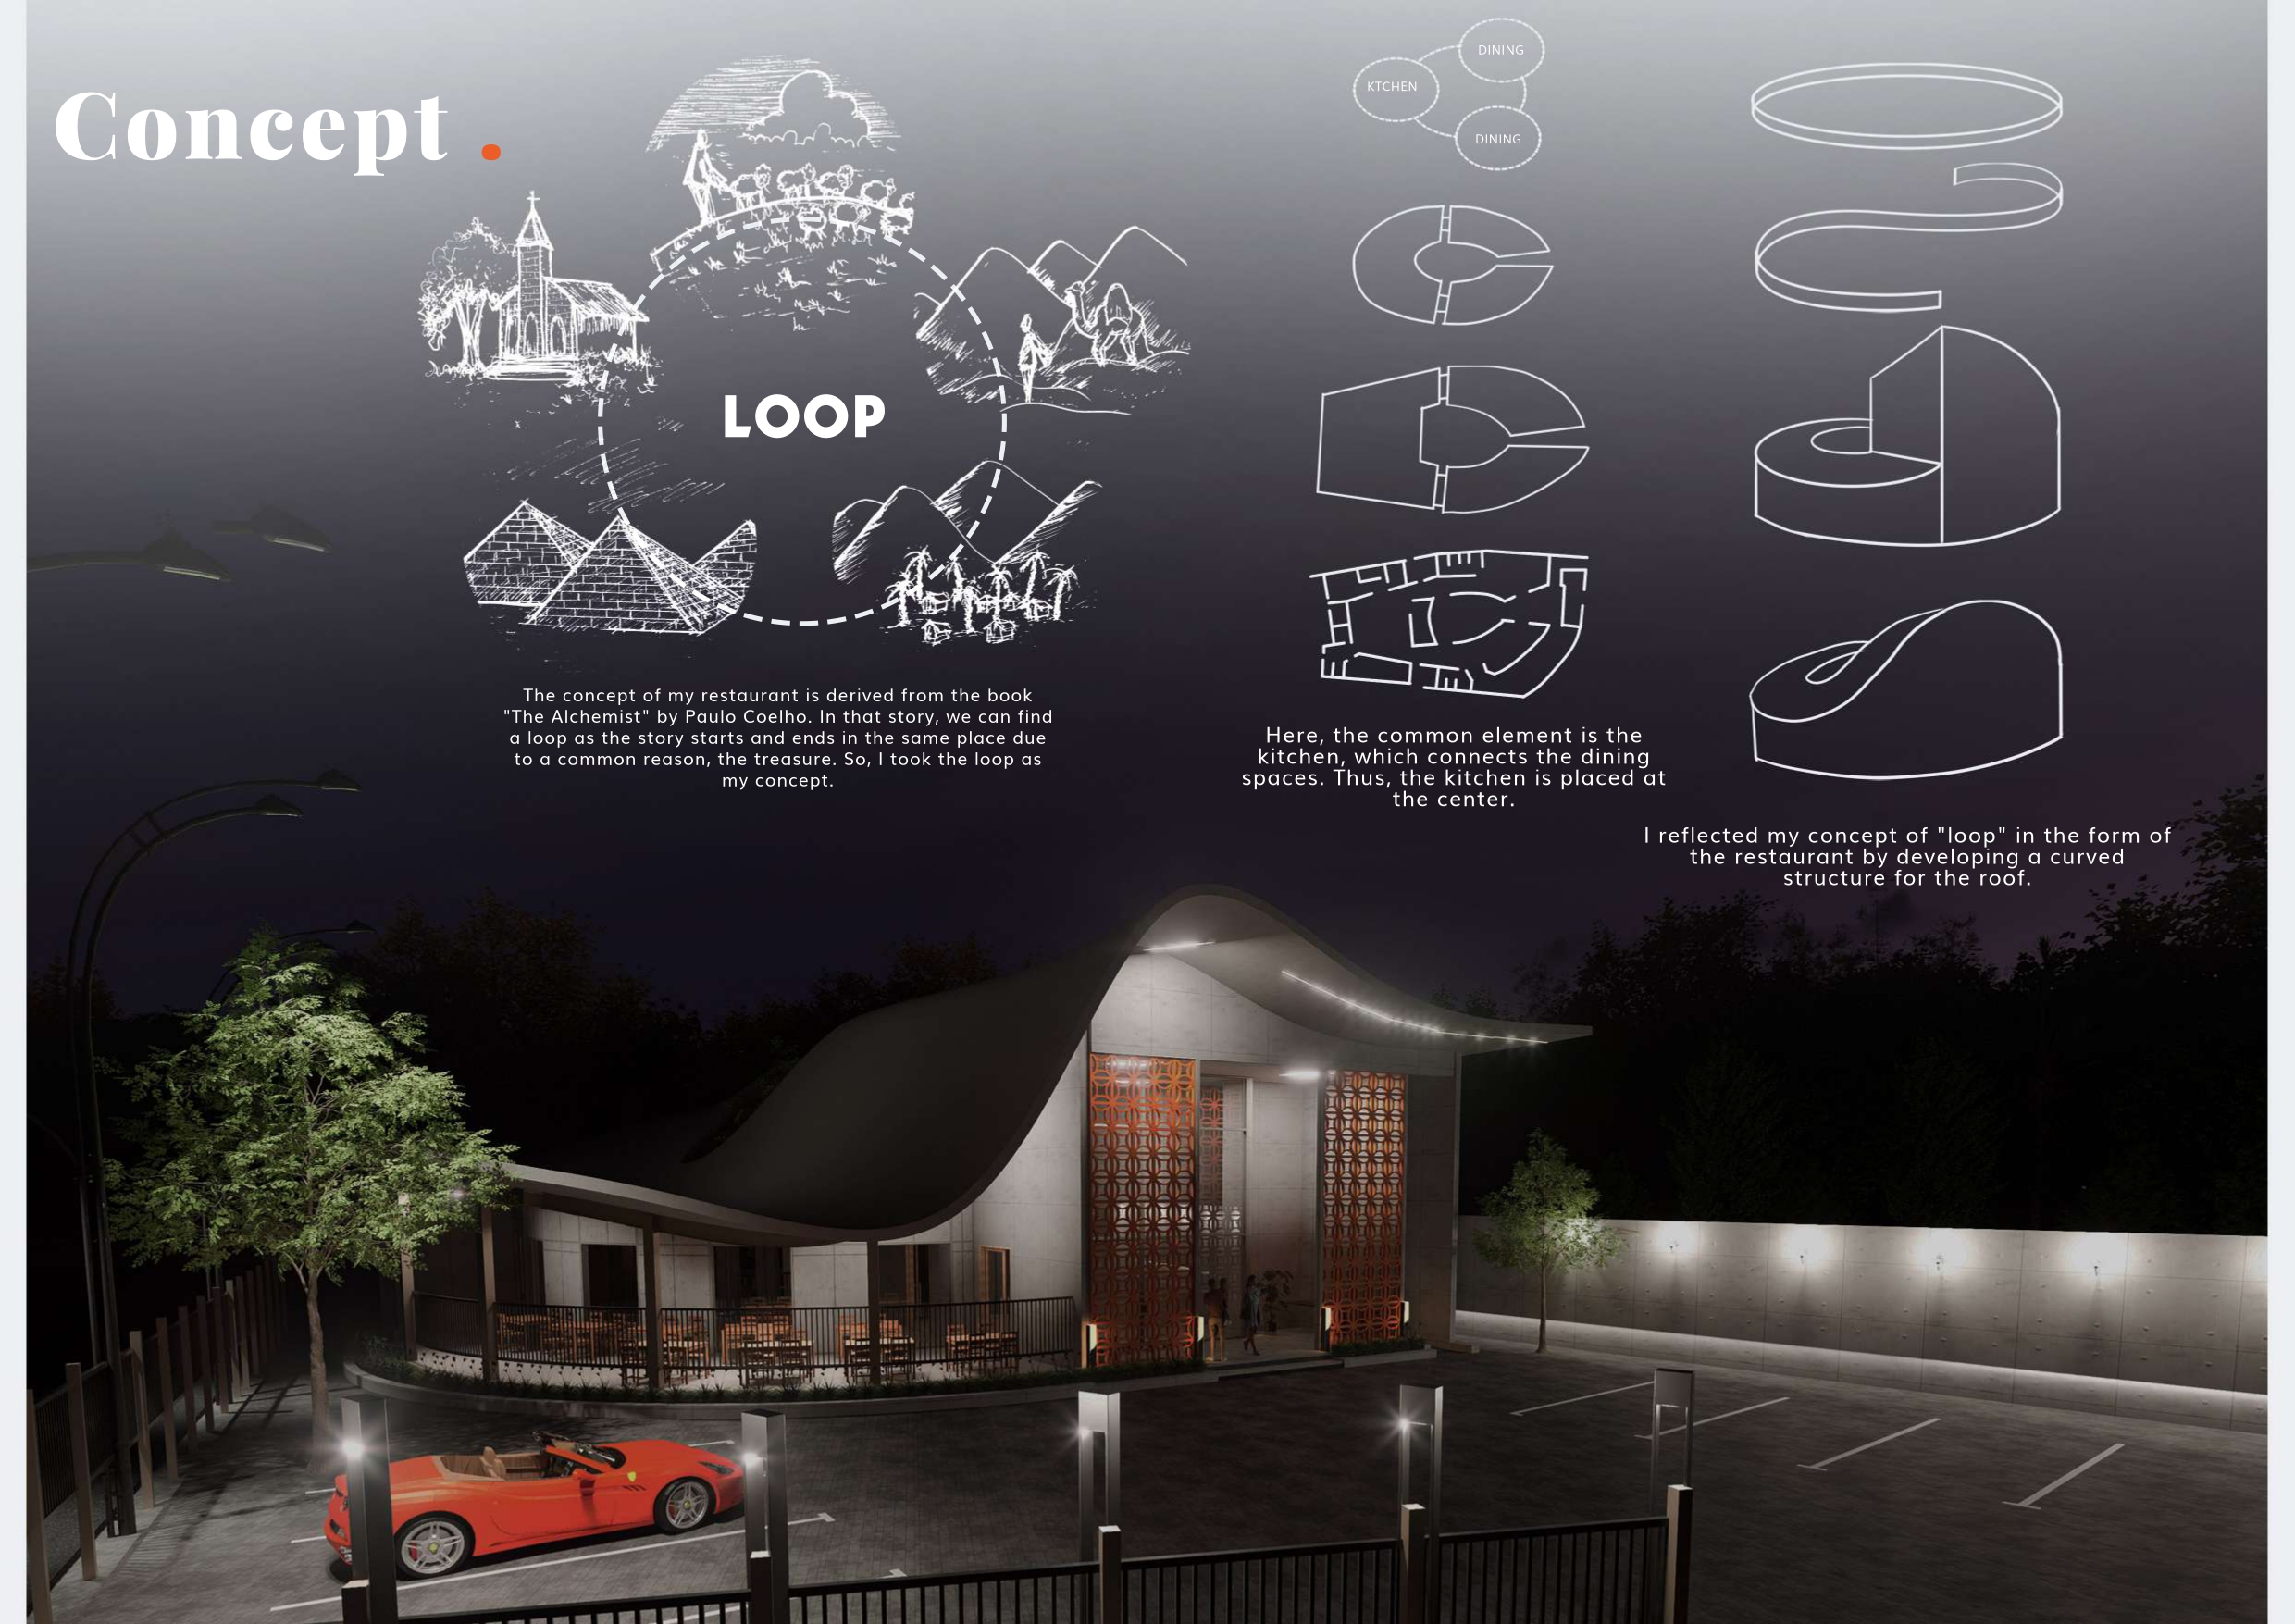 Concept .
LOOP
The concept of my restaurant is derived from the book
"The Alchemist" by Paulo Coelho. In that story, we can find
a loop as the story starts and ends in the same place due
to a common reason, the treasure. So, I took the loop as
my concept.
DINING
KTCHEN
DINING
Here, the common element is the
kitchen, which connects the dining
spaces. Thus, the kitchen is placed at
the center.
I reflected my concept of "loop" in the form of
the restaurant by developing a curved
structure for the roof.